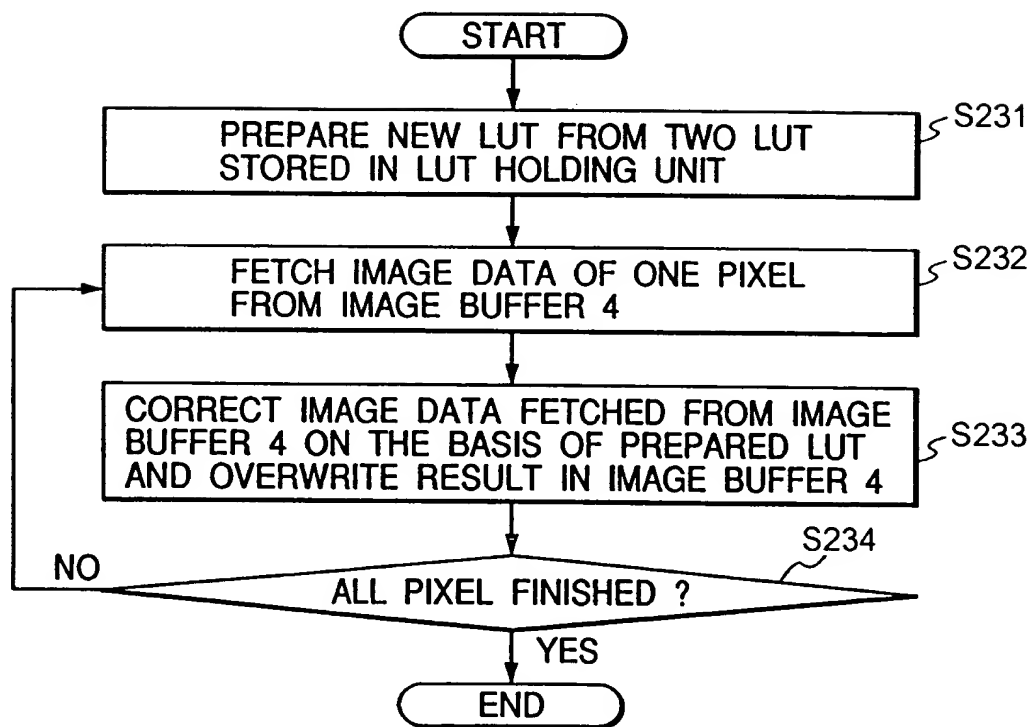 START
PREPARE NEW LUT FROM TWO LUT
STORED IN LUT HOLDING UNIT
S231
FETCH IMAGE DATA OF ONE PIXEL
FROM IMAGE BUFFER 4
S232
CORRECT IMAGE DATA FETCHED FROM IMAGE
BUFFER 4 ON THE BASIS OF PREPARED LUT
AND OVERWRITE RESULT IN IMAGE BUFFER 4
S233
S234
NO
ALL PIXEL FINISHED ?
YES
END